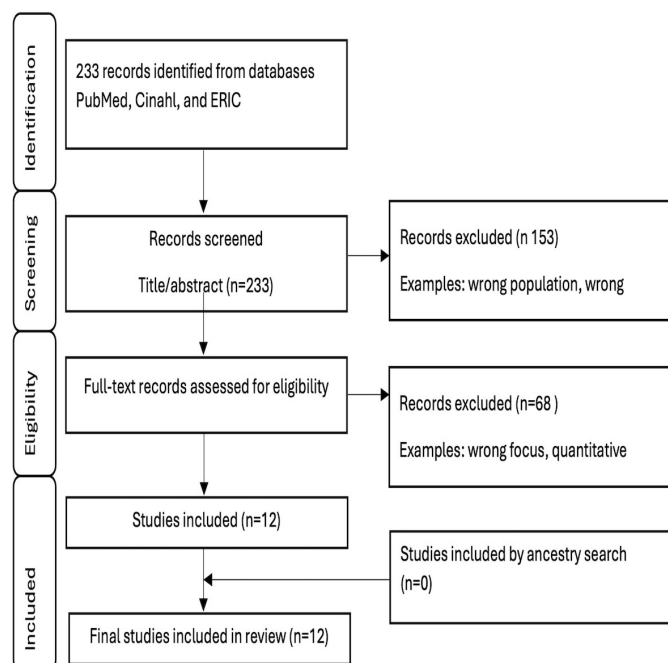 Identification
233 records identified from databases
PubMed, Cinahl, and ERIC
Screening
Records screened
Title/abstract (n=233)
Records excluded (n 153)
Examples: wrong population, wrong
Eligibility
Full-text records assessed for eligibility
Records excluded (n=68 )
Examples: wrong focus, quantitative
Included
Studies included (n=12)
Studies included by ancestry search
(n=0)
Final studies included in review (n=12)